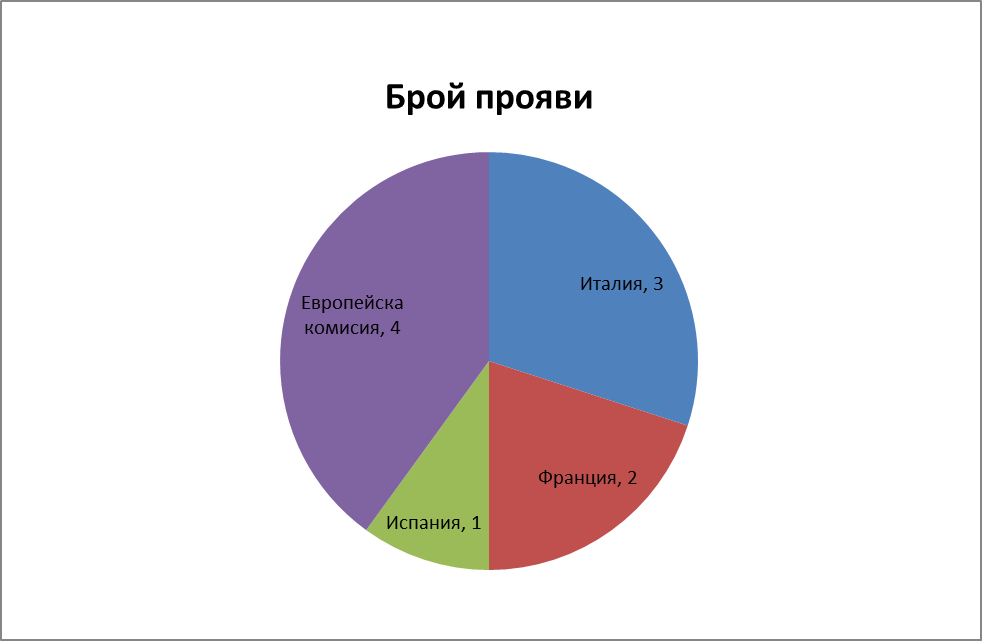 Брой прояви
Италия, 3
Европейска
комисия, 4
Франция, 2
Испания, 1